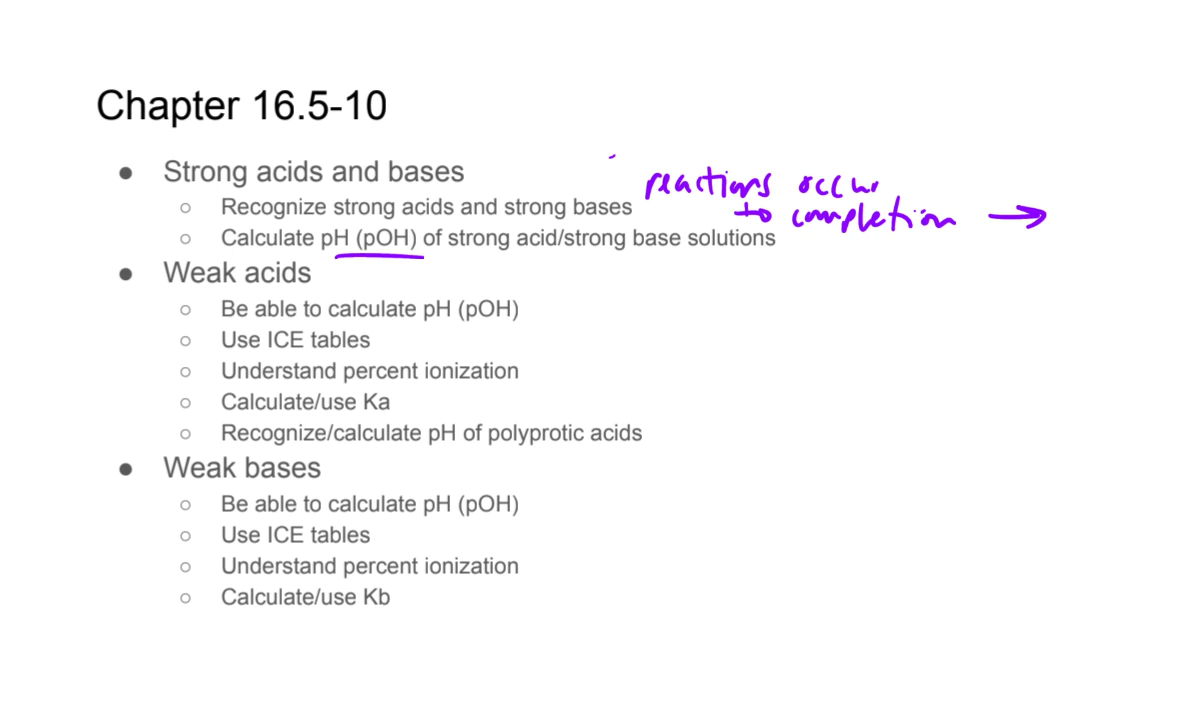 Chapter 16.5-10
● Strong acids and bases
reactions occur
○ Recognize strong acids and strong bases
to completion →
○ Calculate pH (pOH) of strong acid/strong base solutions
● Weak acids
○ Be able to calculate pH (pOH)
○ Use ICE tables
○ Understand percent ionization
○ Calculate/use Ka
○ Recognize/calculate pH of polyprotic acids
● Weak bases
○ Be able to calculate pH (pOH)
○ Use ICE tables
○ Understand percent ionization
○ Calculate/use Kb